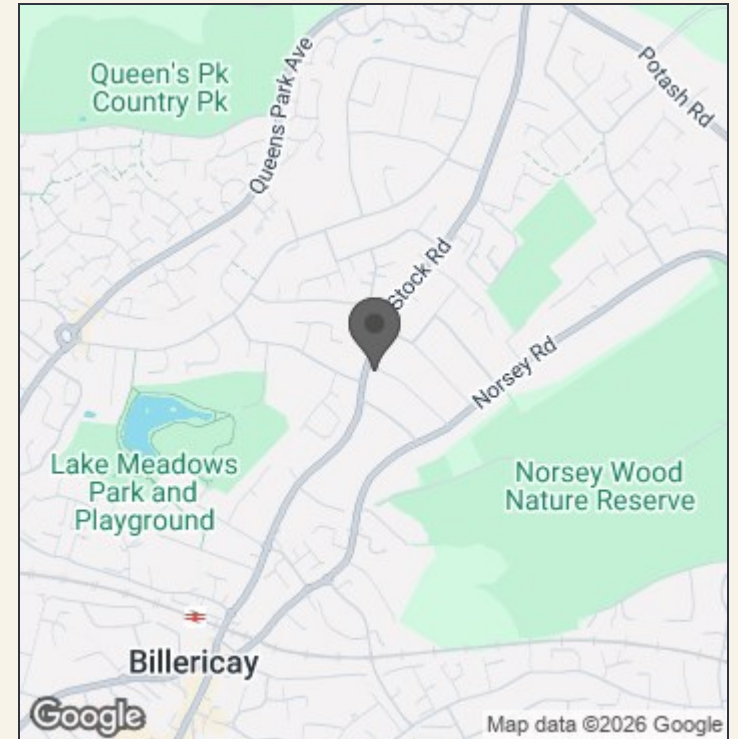 Queen's Pk
Country Pk
Queens Park Ave
Potash Rd
Stock Rd
Norsey Rd
Lake Meadows
Park and
Playground
Norsey Wood
Nature Reserve
Billericay
Google
Map data ©2026 Google